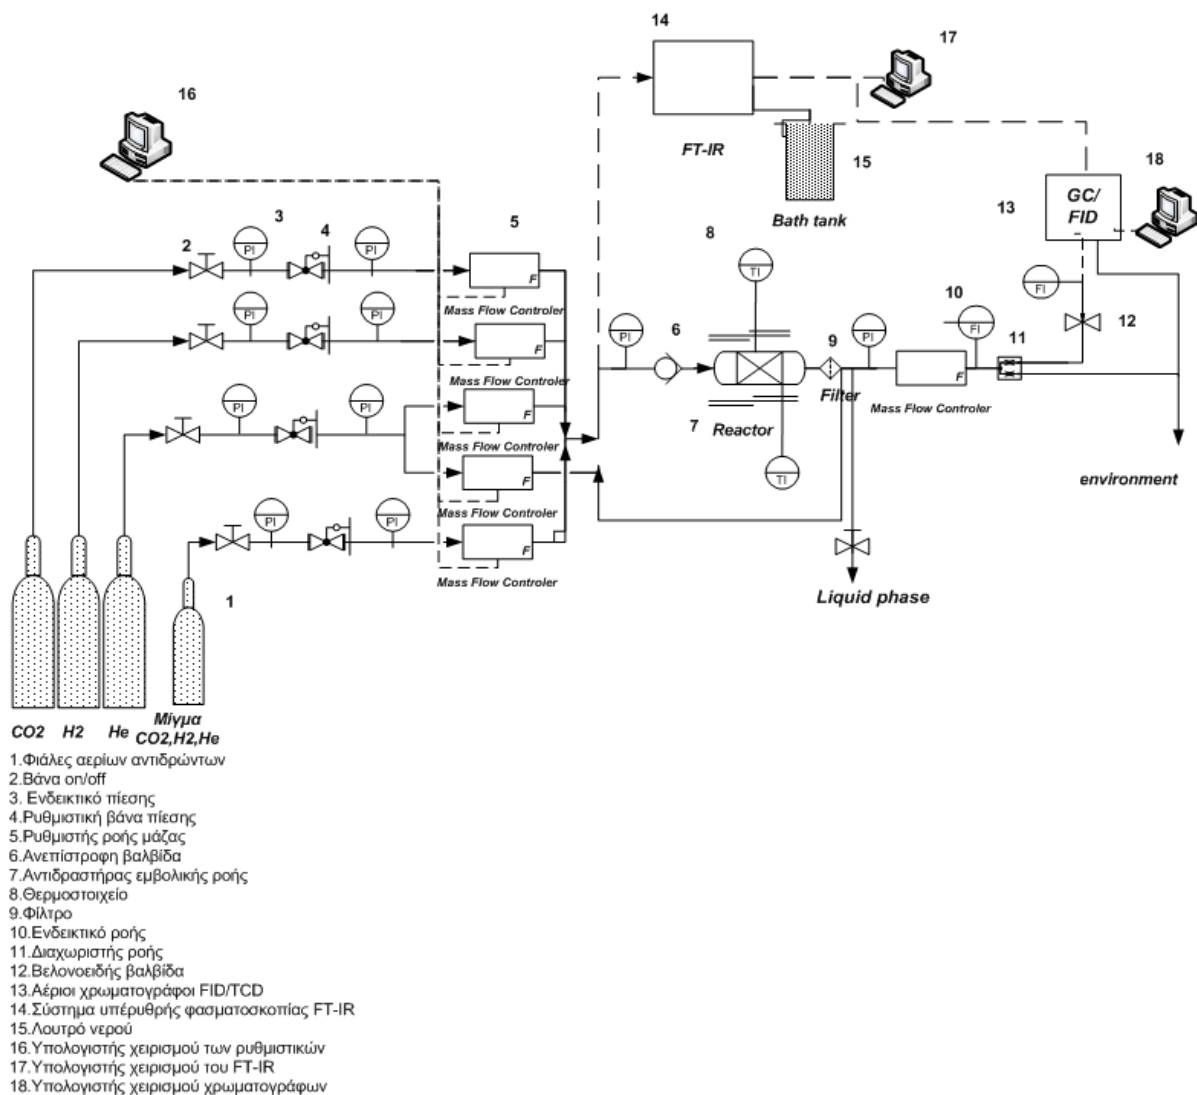 14
17
16
FT-IR
15
18
Bath tank
13
GC/
FID
3
4
5
8
2
PI
PI
F
TI
FI
10
12
Mass Flow Controler
PI
PI
F
PI
6
9
PI
FI
11
Mass Flow Controler
F
Filter
Mass Flow Controler
PI
PI
F
7
Reactor
Mass Flow Controler
F
TI
environment
Mass Flow Controler
PI
PI
F
Mass Flow Controler
1
Liquid phase
CO2
H2
He
Μίγμα
CO2,H2,He
1.Φιάλες αερίων αντιδρώντων
2.Βάνα on/off
3. Ενδεικτικό πίεσης
4.Ρυθμιστική βάνα πίεσης
5.Ρυθμιστής ροής μάζας
6.Ανεπίστροφη βαλβίδα
7.Αντιδραστήρας εμβολικής ροής
8.Θερμοστοιχείο
9.Φίλτρο
10.Ενδεικτικό ροής
11.Διαχωριστής ροής
12.Βελονοειδής βαλβίδα
13.Αέριοι χρωματογράφοι FID/TCD
14.Σύστημα υπέρυθρής φασματοσκοπίας FT-IR
15.Λουτρό νερού
16.Υπολογιστής χειρισμού των ρυθμιστικών
17.Υπολογιστής χειρισμού του FT-IR
18.Υπολογιστής χειρισμού χρωματογράφων